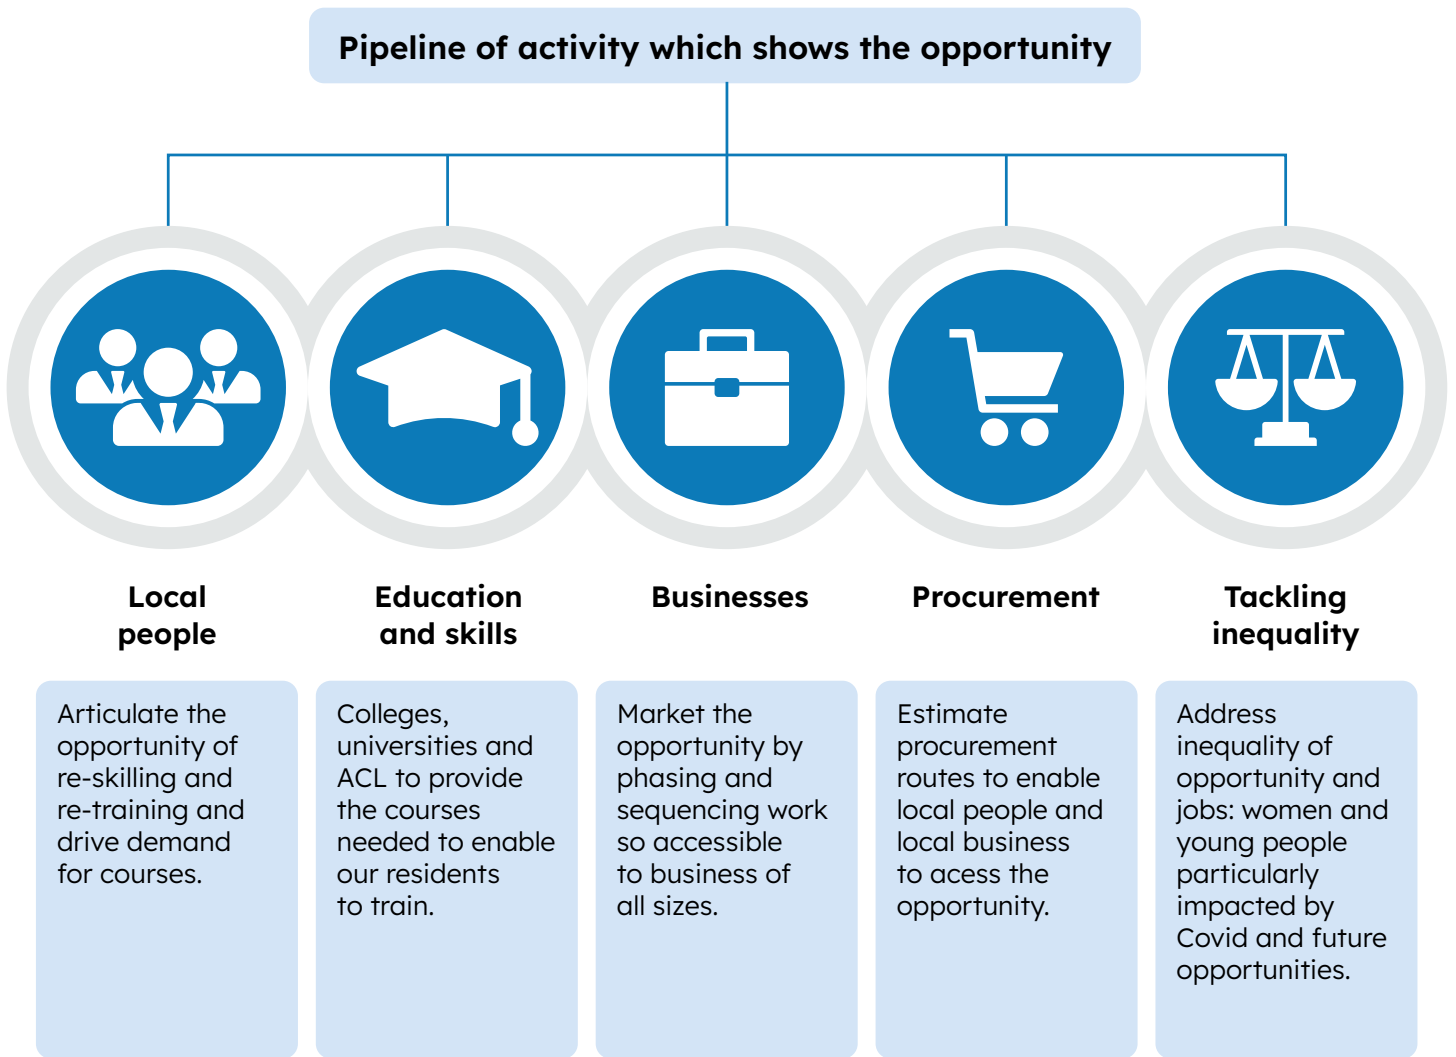 Pipeline of activity which shows the opportunity
Local
people
Education
and skills
Businesses
Procurement
Tackling
inequality
Articulate the
opportunity of
re-skilling and
re-training and
drive demand
for courses.
Colleges,
universities and
ACL to provide
the courses
needed to enable
our residents
to train.
Market the
opportunity by
phasing and
sequencing work
so accessible
to business of
all sizes.
Estimate
procurement
routes to enable
local people and
local business
to acess the
opportunity.
Address
inequality of
opportunity and
jobs: women and
young people
particularly
impacted by
Covid and future
opportunities.